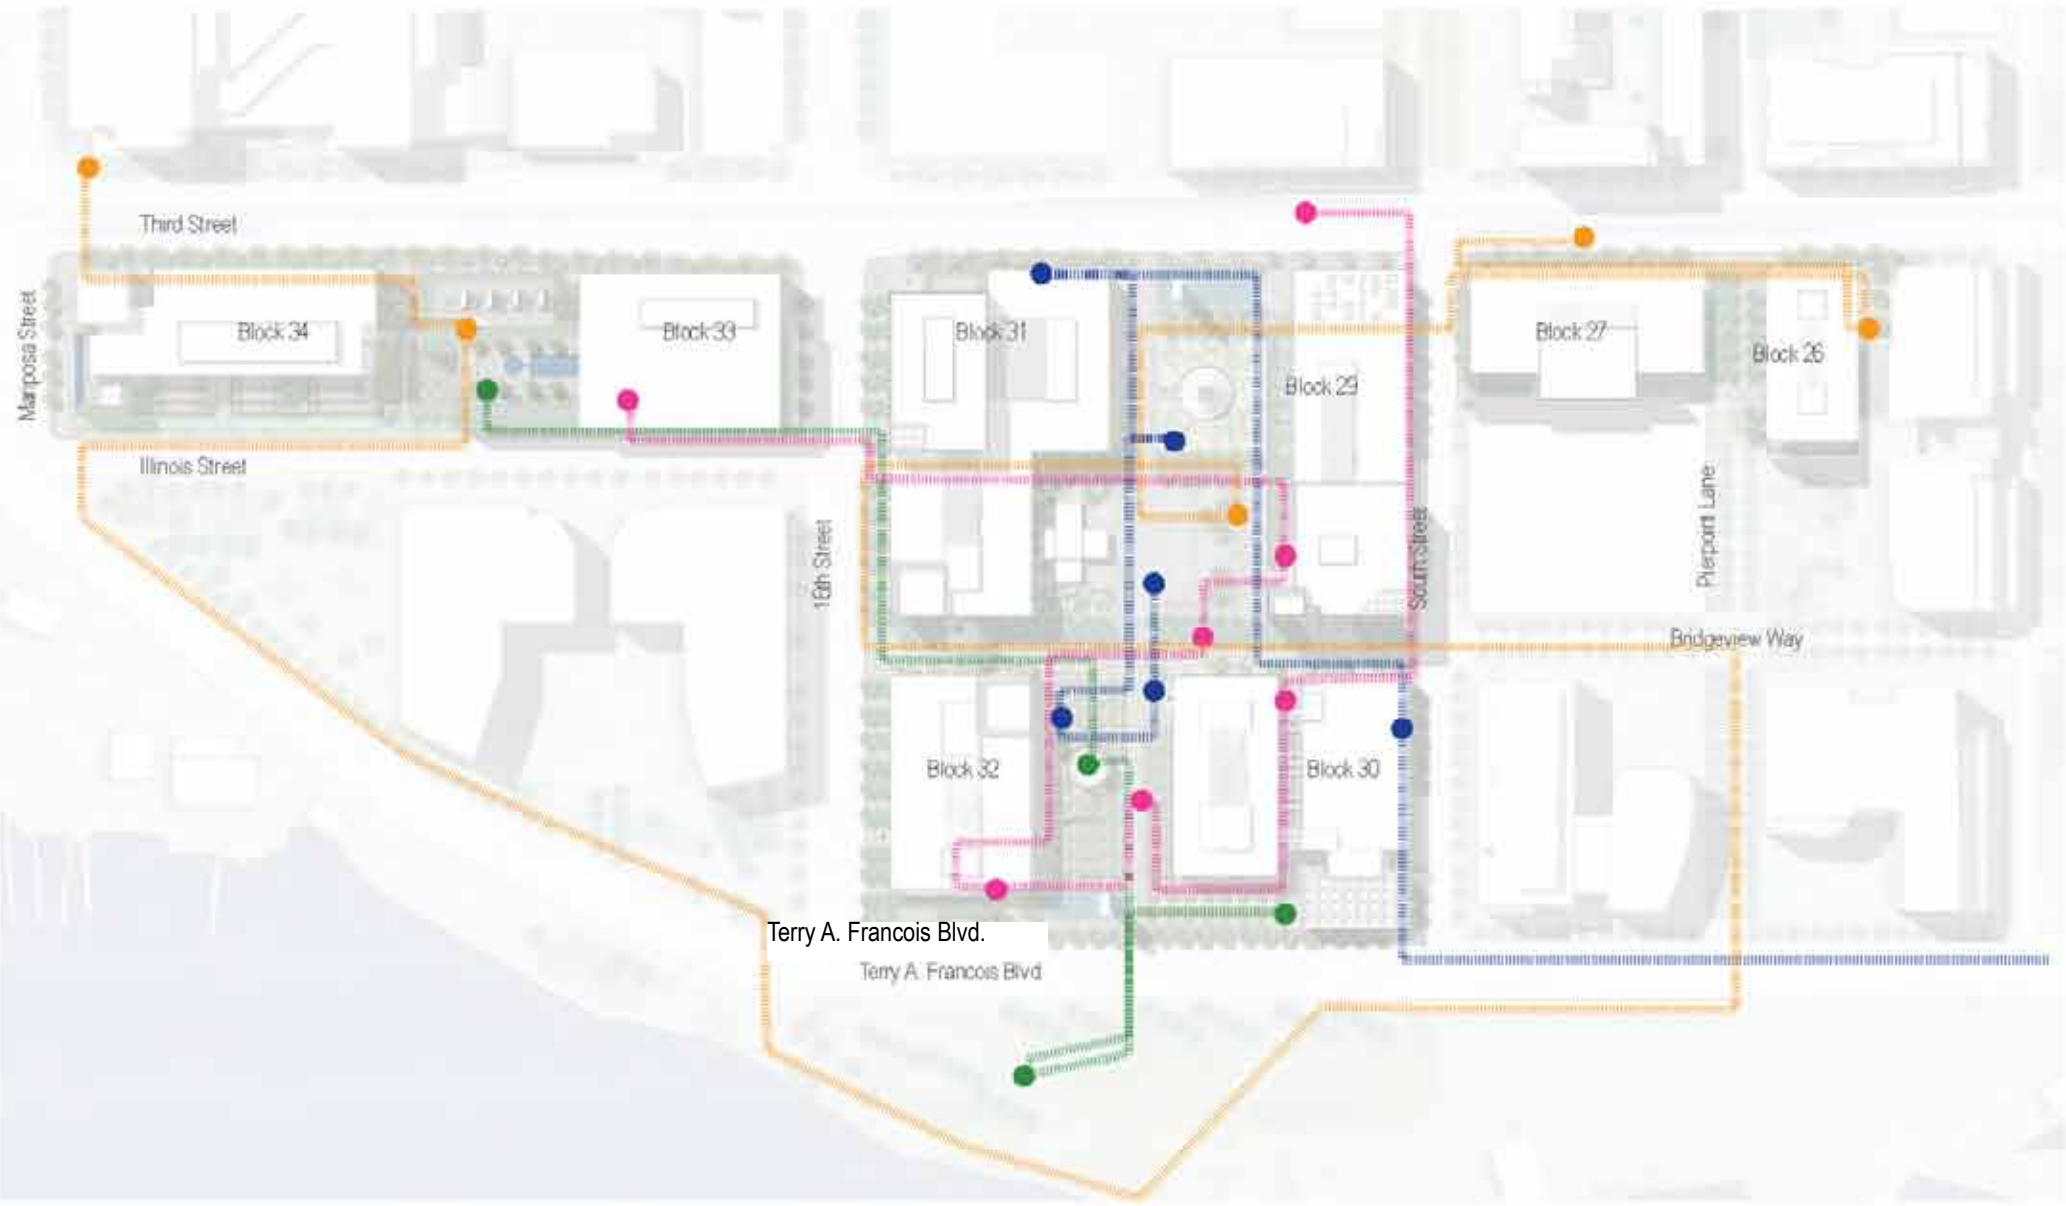 Third Street
Mariposa Street
Block 34
Block 33
Block 31
Block 29
Block 27
Block 26
Illinois Street
16th Street
South Street
Pierpoint Lane
Bridgeview Way
Block 32
Block 30
Terry A. Francois Blvd.
Terry A. Francois Blvd